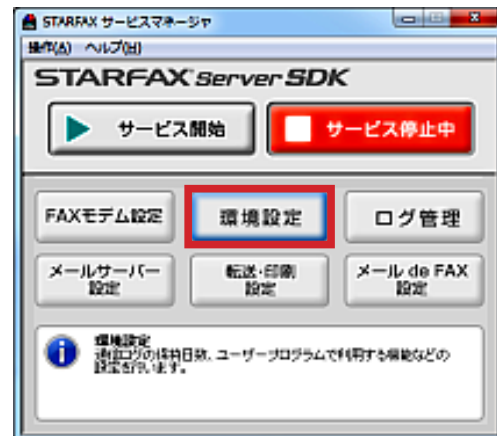 STARFAX サービスマネージャ
操作(A) ヘルプ(H)
STARFAX Server SDK
サービス開始
サービス停止中
FAXモデム設定
環境設定
ログ管理
メールサーバー
設定
転送・印刷
設定
メール de FAX
設定
環境設定
通信ログの保持日数、ユーザープログラムで利用する機能などの
設定を行います。